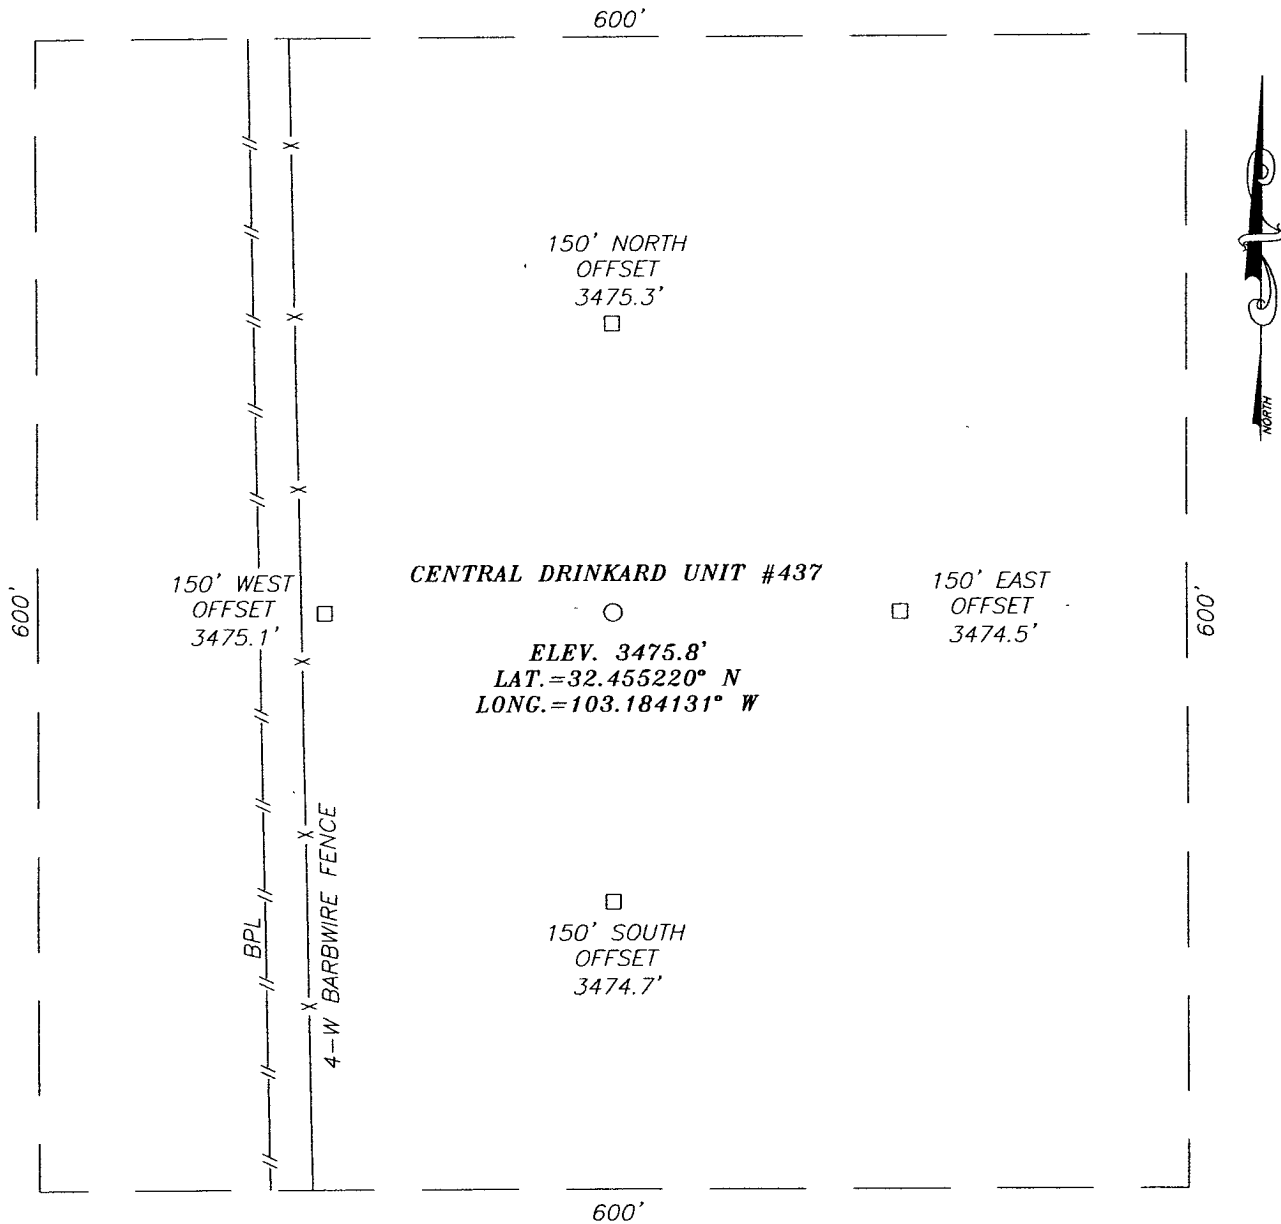 600'
150' NORTH
OFFSET
3475.3'
NORTH
CENTRAL DRINKARD UNIT #437
150' WEST
OFFSET
3475.1'
150' EAST
OFFSET
3474.5'
600'
600'
ELEV. 3475.8'
LAT.=32.455220° N
LONG.=103.184131° W
BPL
4-W BARBWIRE FENCE
150' SOUTH
OFFSET
3474.7'
600'